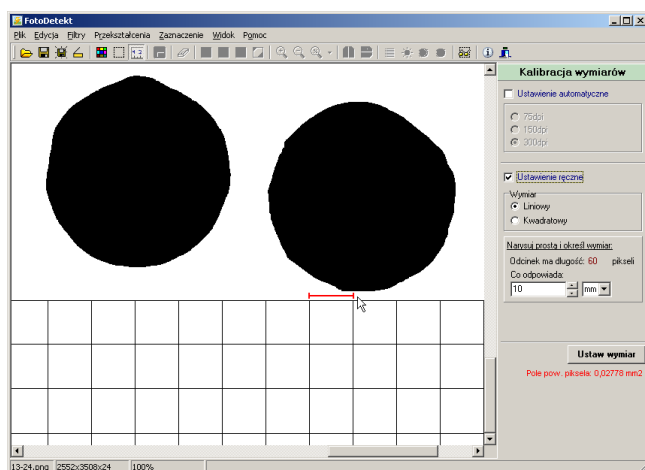 FotoDetekt
Plik Edycja Filtry Przekształcenia Zaznaczenie Widok Pomoc
Kalibracja wymiarów
Ustawienie automatyczne
75dpi
150dpi
300dpi
Ustawienie ręczne
Wymiar
Liniowy
Kwadratowy
Narysuj prostą i określ wymiar:
Odcinek ma długość: 60 pikseli
Co odpowiada:
10 mm
Ustaw wymiar
Pole pow. piksela: 0,02778 mm2
13-24.png 2552x3508x24 100%